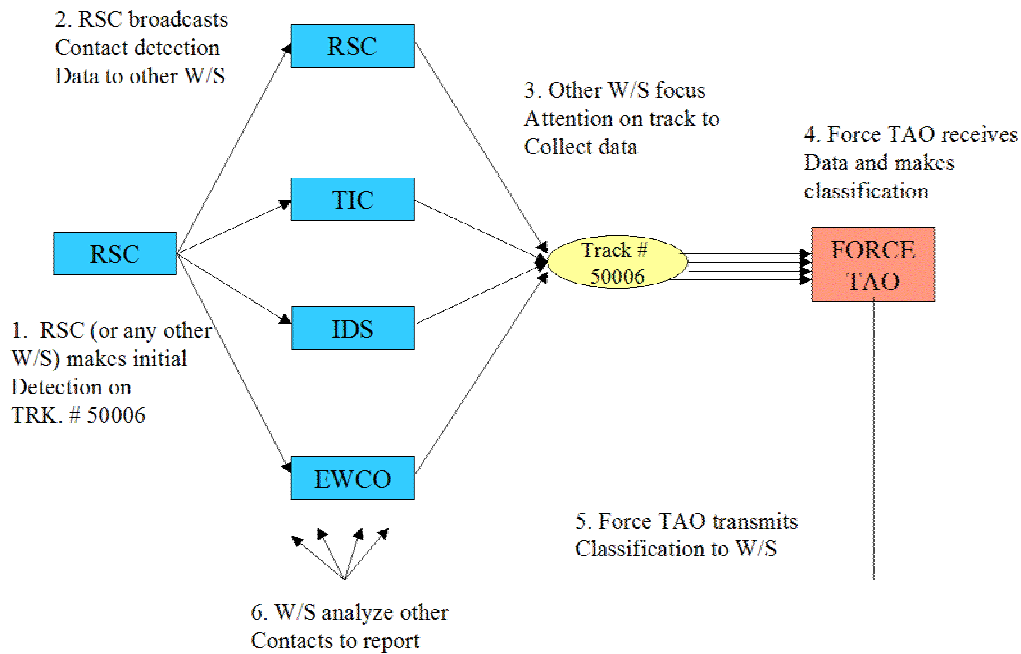 2. RSC broadcasts
Contact detection
Data to other W/S
RSC
3. Other W/S focus
Attention on track to
Collect data
4. Force TAO receives
Data and makes
classification
TIC
RSC
Track #
50006
FORCE
TAO
1. RSC (or any other
W/S) makes initial
Detection on
TRK. # 50006
IDS
EWCO
5. Force TAO transmits
Classification to W/S
6. W/S analyze other
Contacts to report